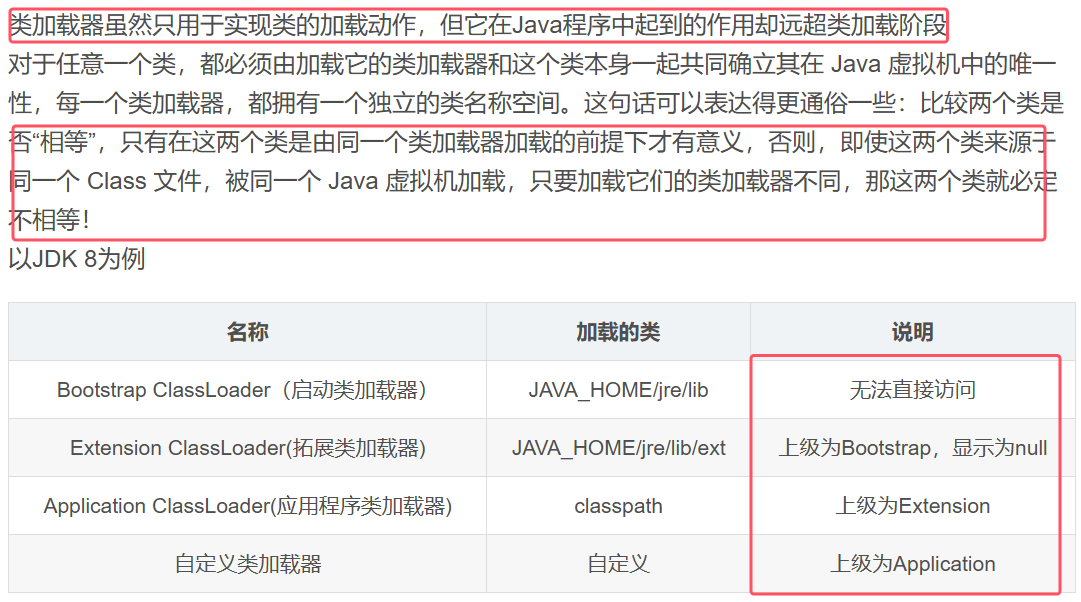 类加载器虽然只用于实现类的加载动作，但它在Java程序中起到的作用却远超类加载阶段
对于任意一个类，都必须由加载它的类加载器和这个类本身一起共同确立其在 Java 虚拟机中的唯一
性，每一个类加载器，都拥有一个独立的类名称空间。这句话可以表达得更通俗一些：比较两个类是
否“相等”，只有在这两个类是由同一个类加载器加载的前提下才有意义，否则，即使这两个类来源于
同一个 Class 文件，被同一个 Java 虚拟机加载，只要加载它们的类加载器不同，那这两个类就必定
不相等！
以JDK 8为例
名称 加载的类 说明
Bootstrap ClassLoader（启动类加载器） JAVA_HOME/jre/lib 无法直接访问
Extension ClassLoader(拓展类加载器) JAVA_HOME/jre/lib/ext 上级为Bootstrap，显示为null
Application ClassLoader(应用程序类加载器) classpath 上级为Extension
自定义类加载器 自定义 上级为Application